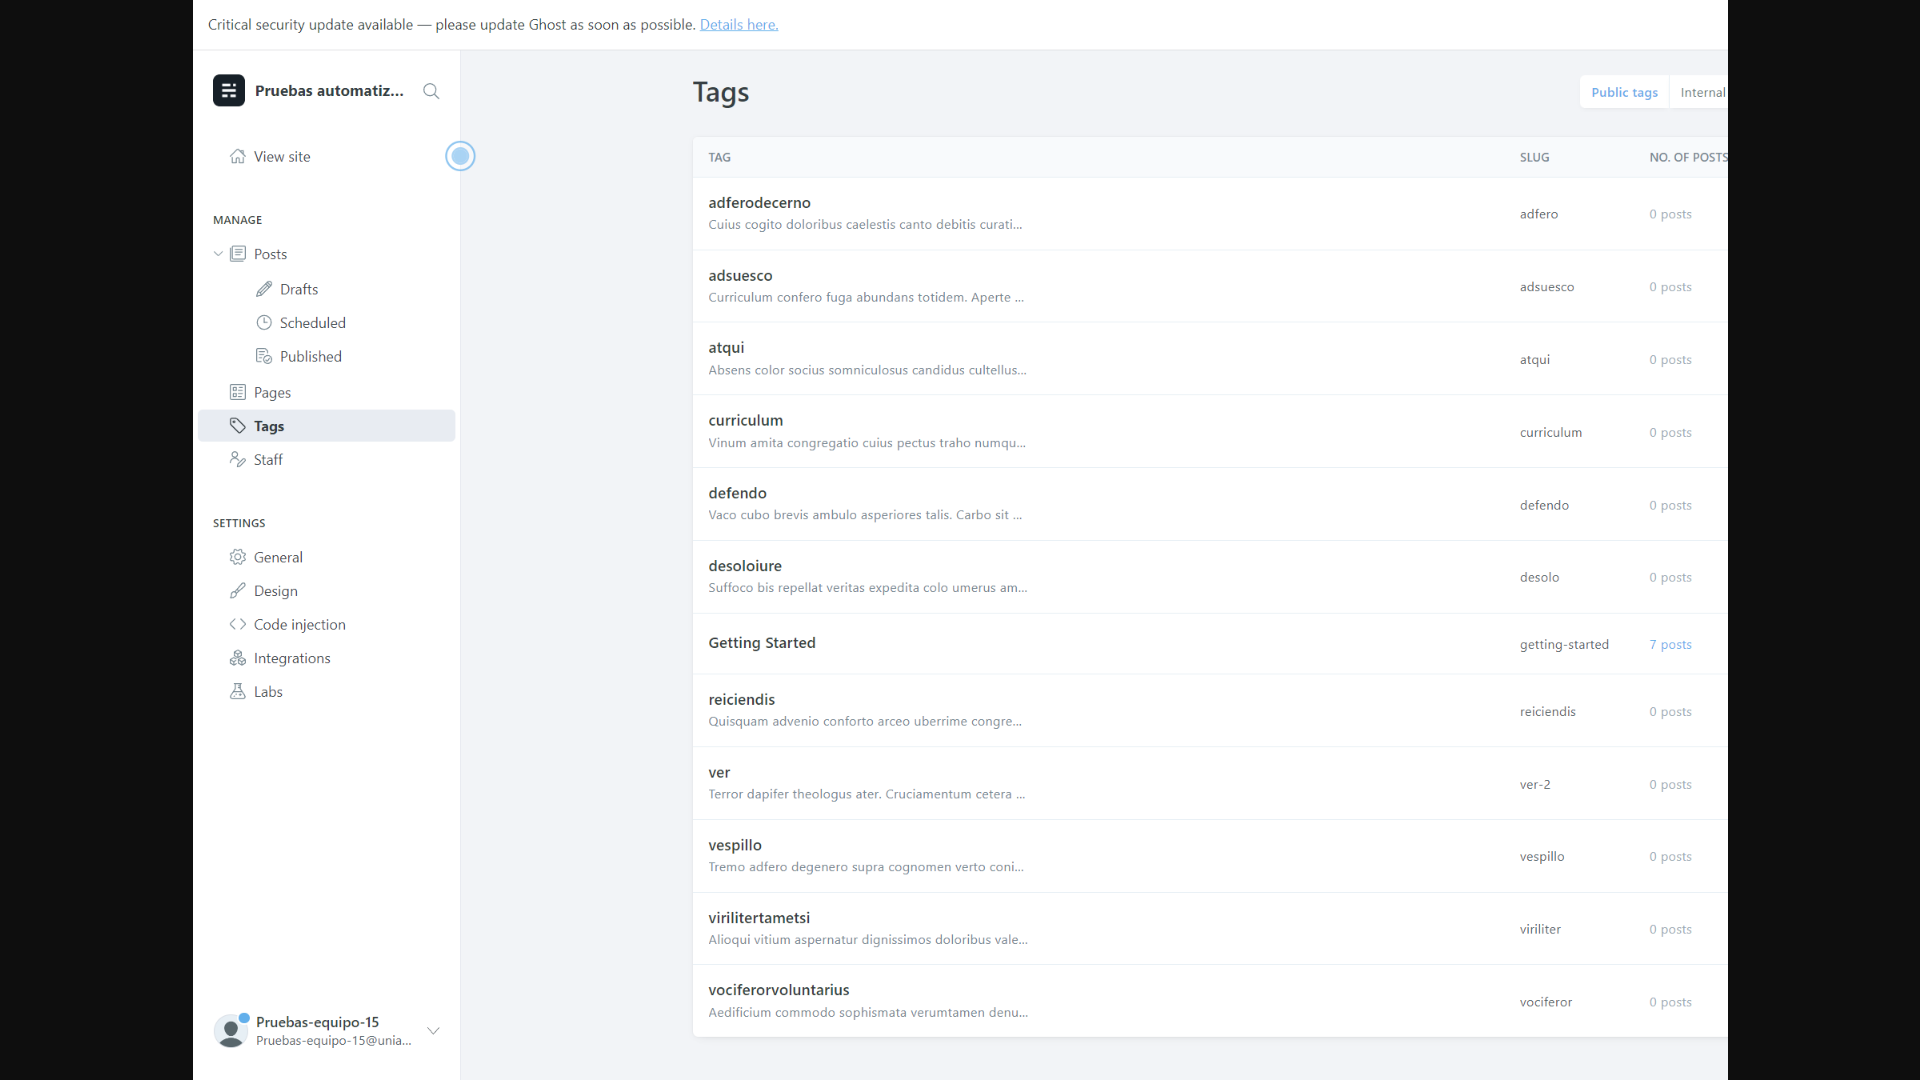 Critical security update available — please update Ghost as soon as possible. Details here.
Pruebas automatiz...
View site
MANAGE
Posts
Drafts
Scheduled
Published
Pages
Tags
Staff
SETTINGS
General
Design
Code injection
Integrations
Labs
Pruebas-equipo-15
Pruebas-equipo-15@unia...
Tags
Public tags Internal
TAG SLUG NO. OF POSTS
adferodecerno
Cuius cogito doloribus caelestis canto debitis curati...
adfero 0 posts
adsuesco
Curriculum confero fuga abundans totidem. Aperte ...
adsuesco 0 posts
atqui
Absens color socius somniculosus candidus cultellus...
atqui 0 posts
curriculum
Vinum amita congregatio cuius pectus traho numqu...
curriculum 0 posts
defendo
Vaco cubo brevis ambulo asperiores talis. Carbo sit ...
defendo 0 posts
desoloiure
Suffoco bis repellat veritas expedita colo umerus am...
desolo 0 posts
Getting Started
getting-started 7 posts
reiciendis
Quisquam advenio conforto arceo uberrime congre...
reiciendis 0 posts
ver
Terror dapifer theologus ater. Cruciamentum cetera ...
ver-2 0 posts
vespillo
Tremo adfero degenero supra cognomen verto coni...
vespillo 0 posts
virilitertametsi
Alioqui vitium aspernatur dignissimos doloribus vale...
viriliter 0 posts
vociferorvoluntarius
Aedificium commodo sophismata verumtamen denu...
vociferor 0 posts